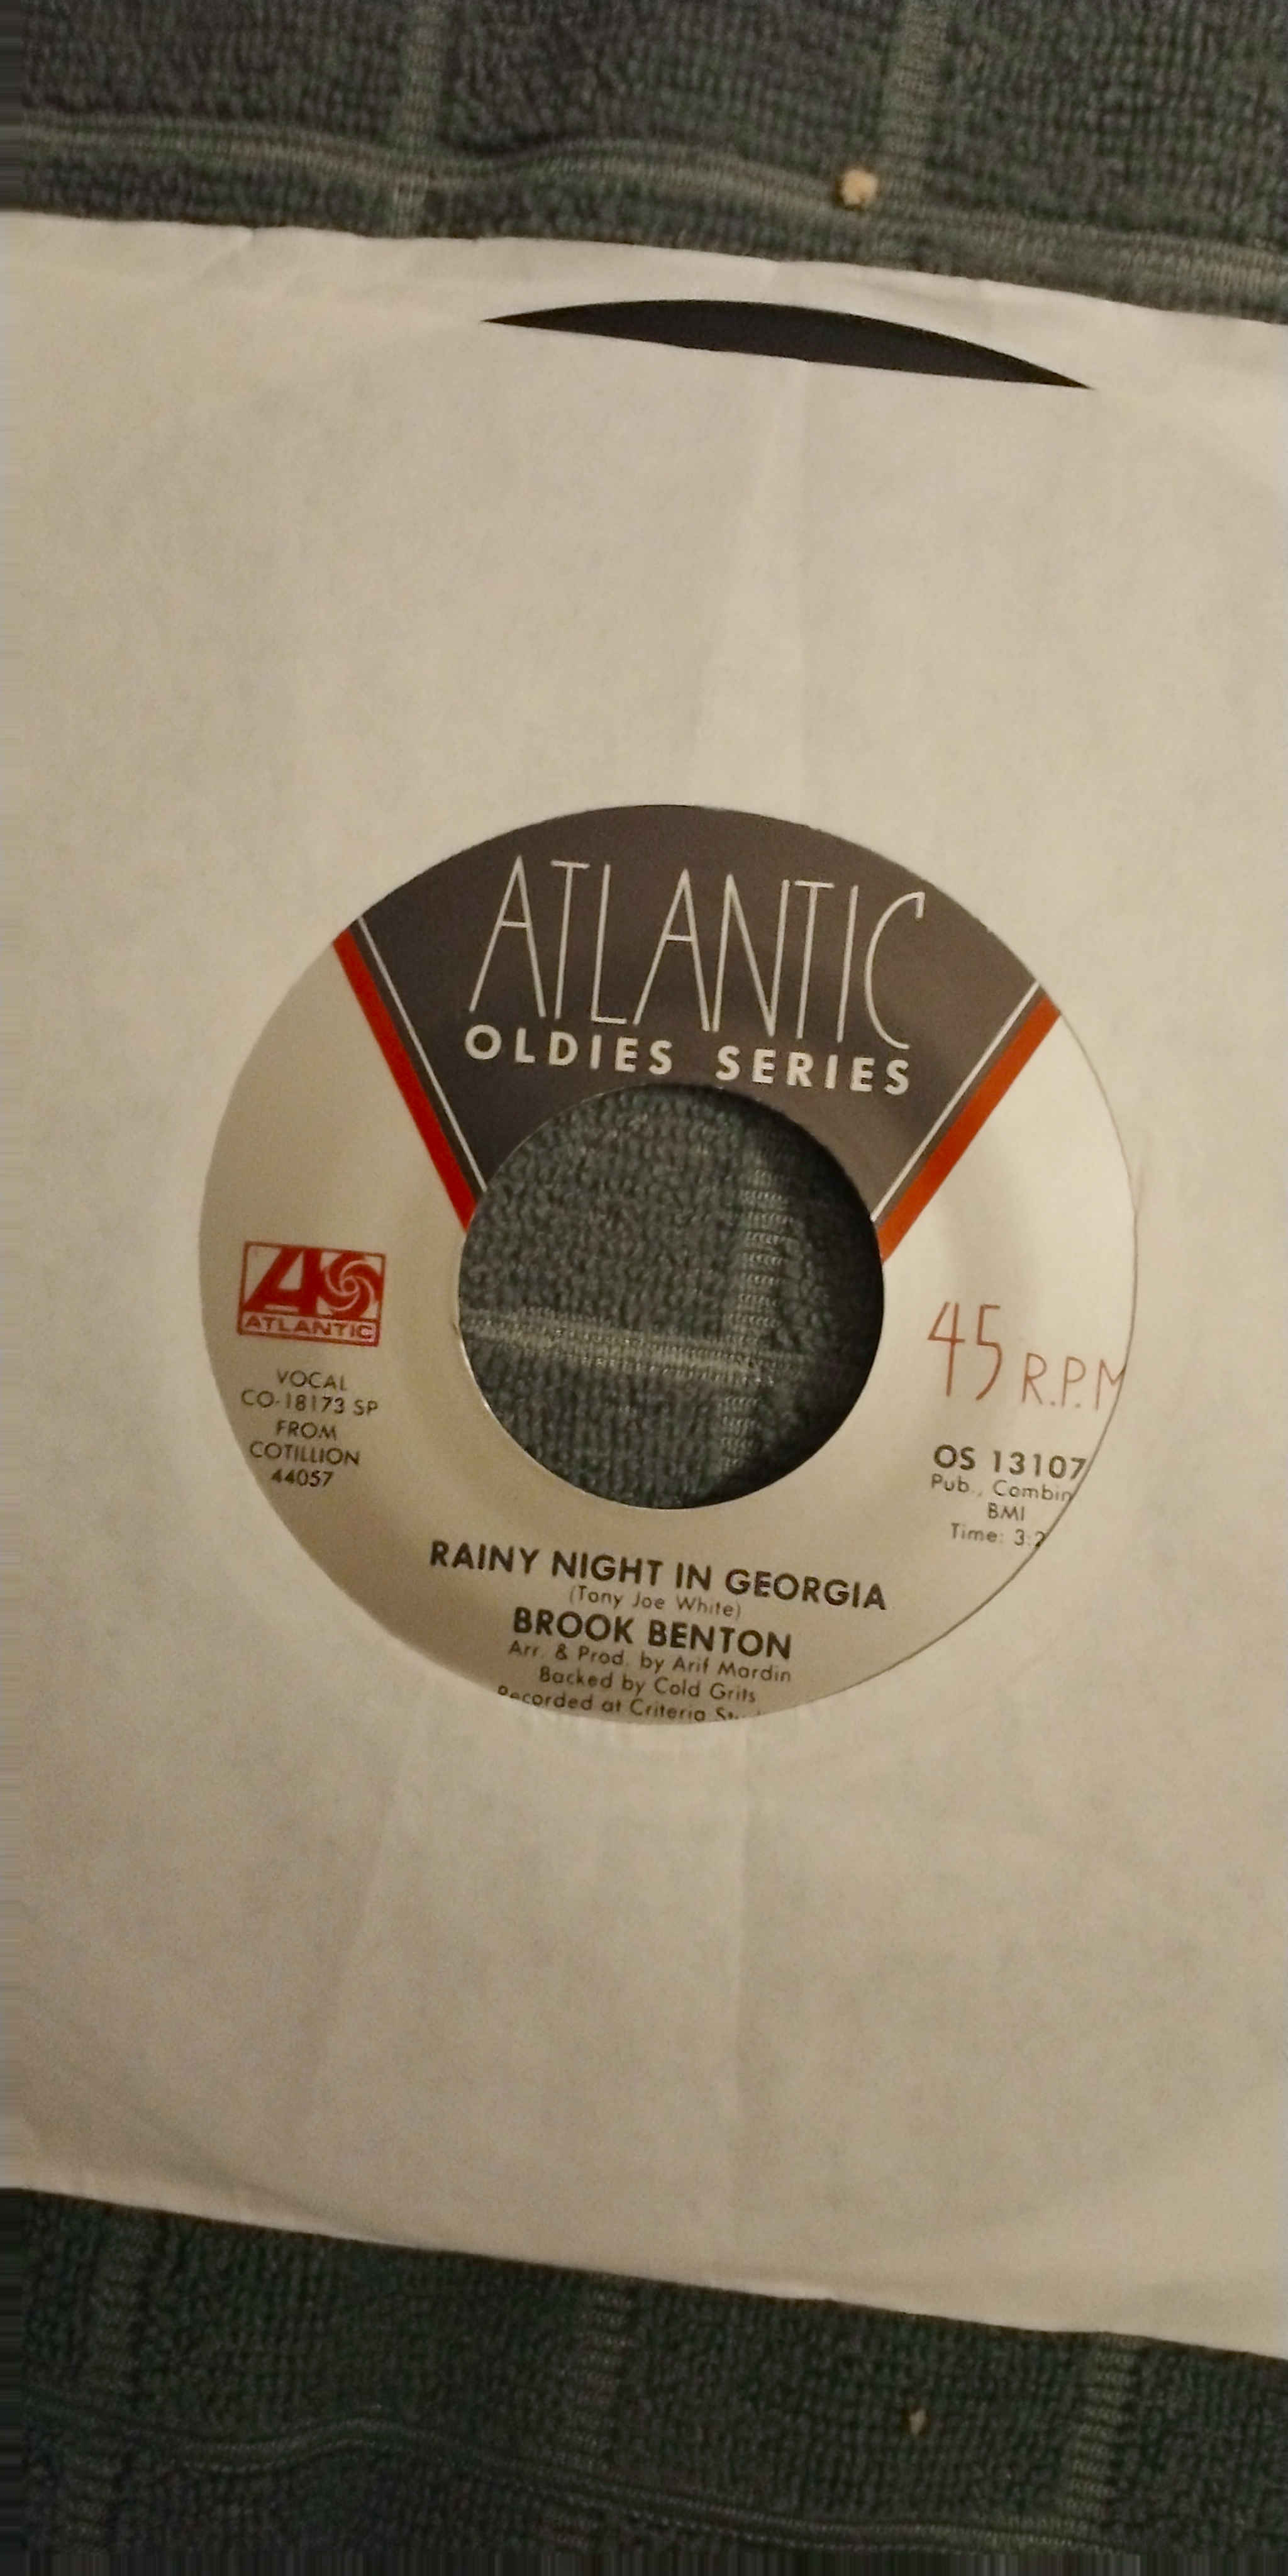 ATLANTIC
OLDIES SERIES
ATLANTIC
VOCAL
CO-18173 SP
FROM
COTILLION
44057
45 R.P.M
OS 13107
Pub., Combin
BMI
Time: 3:2
RAINY NIGHT IN GEORGIA
(Tony Joe White)
BROOK BENTON
Arr. & Prod. by Arif Mardin
Backed by Cold Grits
Recorded at Criteria